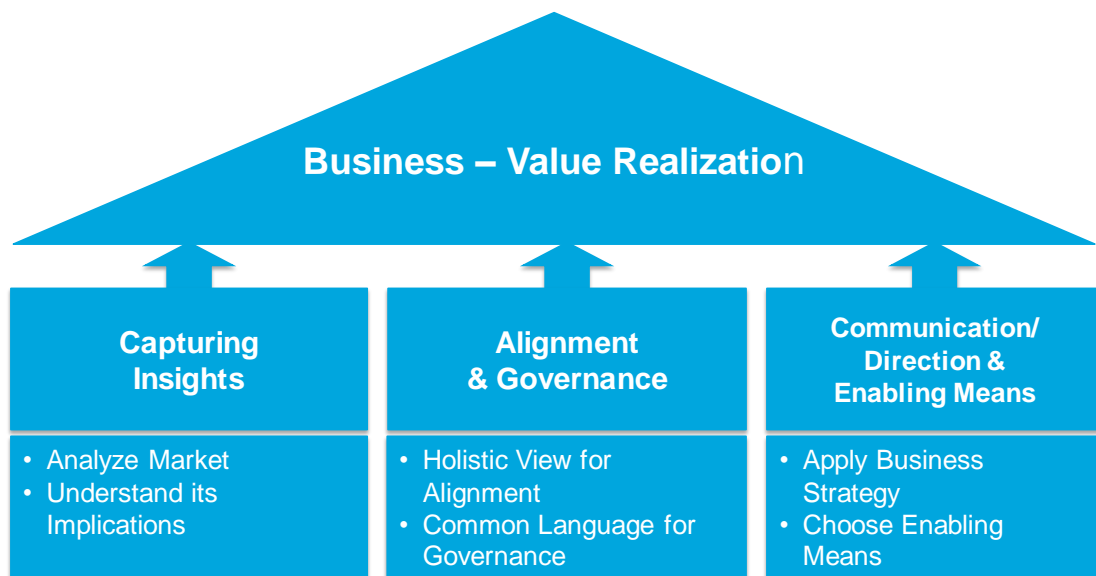 Business – Value Realization
Capturing
Insights
Alignment
& Governance
Communication/
Direction &
Enabling Means
• Analyze Market
• Understand its
Implications
• Holistic View for
Alignment
• Common Language for
Governance
• Apply Business
Strategy
• Choose Enabling
Means